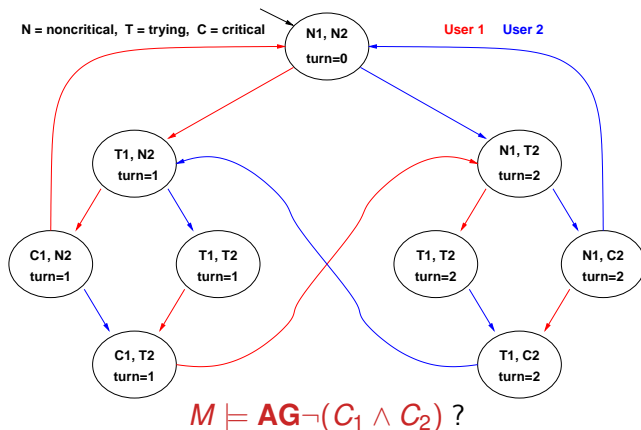 N = noncritical, T = trying, C = critical
User 1 User 2
N1, N2
turn=0
T1, N2
turn=1
N1, T2
turn=2
C1, N2
turn=1
T1, T2
turn=1
T1, T2
turn=2
N1, C2
turn=2
C1, T2
turn=1
T1, C2
turn=2
M ⊨ AG¬(C₁ ∧ C₂) ?